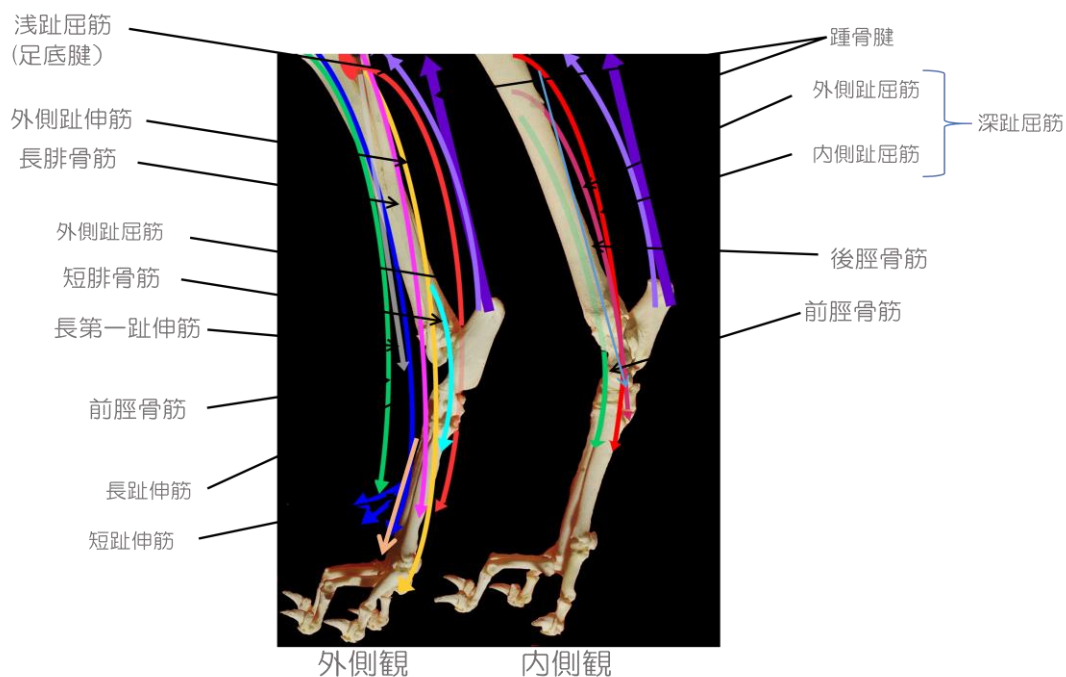 浅趾屈筋
(足底腱）
外側趾伸筋
長腓骨筋
外側趾屈筋
短腓骨筋
長第一趾伸筋
前脛骨筋
長趾伸筋
短趾伸筋
踵骨腱
外側趾屈筋
深趾屈筋
内側趾屈筋
後脛骨筋
前脛骨筋
外側観
内側観